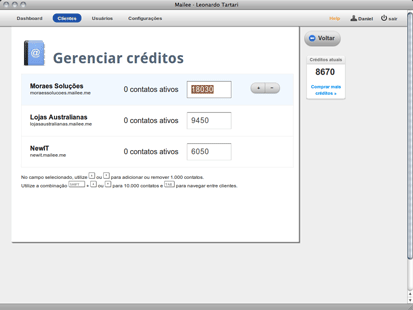 Mailee - Leonardo Tartari
Dashboard Clientes Usuários Configurações Help Daniel sair
Gerenciar créditos
Voltar
Créditos atuais
8670
Comprar mais
créditos »
Moraes Soluções
moraessolucoes.mailee.me
0 contatos ativos
18030
+ -
Lojas Australianas
lojasaustralianas.mailee.me
0 contatos ativos
9450
NewIT
newit.mailee.me
0 contatos ativos
6050
No campo selecionado, utilize + ou - para adicionar ou remover 1.000 contatos.
Utilize a combinação + ou para 10.000 contatos e para navegar entre clientes.